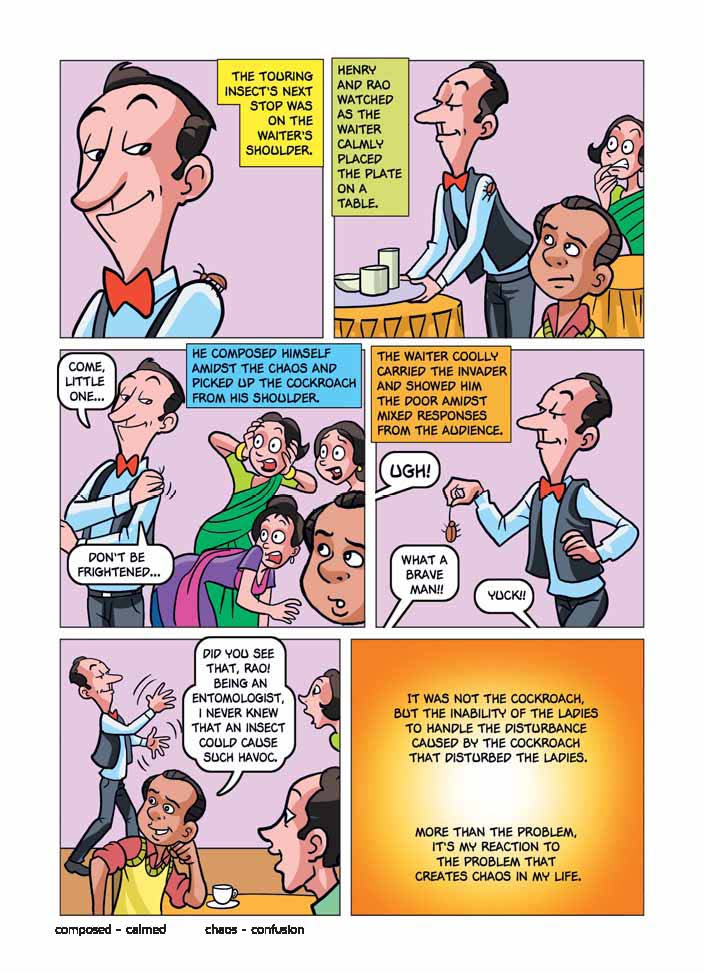 THE TOURING
INSECT'S NEXT
STOP WAS
ON THE
WAITER'S
SHOULDER.
HENRY
AND RAO
WATCHED
AS THE
WAITER
CALMLY
PLACED
THE PLATE
ON A
TABLE.
COME,
LITTLE
ONE...
HE COMPOSED HIMSELF
AMIDST THE CHAOS AND
PICKED UP THE COCKROACH
FROM HIS SHOULDER.
DON'T BE
FRIGHTENED...
THE WAITER COOLLY
CARRIED THE INVADER
AND SHOWED HIM
THE DOOR AMIDST
MIXED RESPONSES
FROM THE AUDIENCE.
UGH!
WHAT A
BRAVE
MAN!!
YUCK!!
DID YOU SEE
THAT, RAO!
BEING AN
ENTOMOLOGIST,
I NEVER KNEW
THAT AN INSECT
COULD CAUSE
SUCH HAVOC.
IT WAS NOT THE COCKROACH,
BUT THE INABILITY OF THE LADIES
TO HANDLE THE DISTURBANCE
CAUSED BY THE COCKROACH
THAT DISTURBED THE LADIES.
MORE THAN THE PROBLEM,
IT'S MY REACTION TO
THE PROBLEM THAT
CREATES CHAOS IN MY LIFE.
composed - calmed chaos - confusion